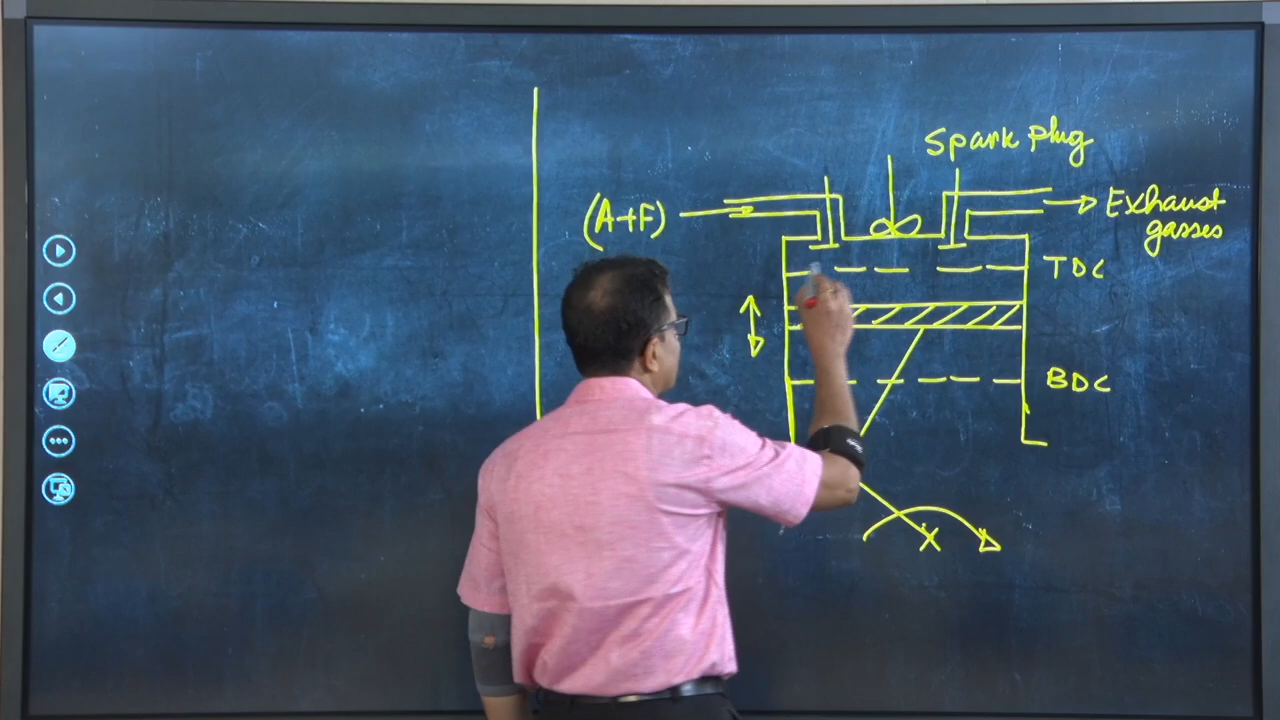 Spark Plug
(A+F)
Exhaust
gasses
TDC
BDC